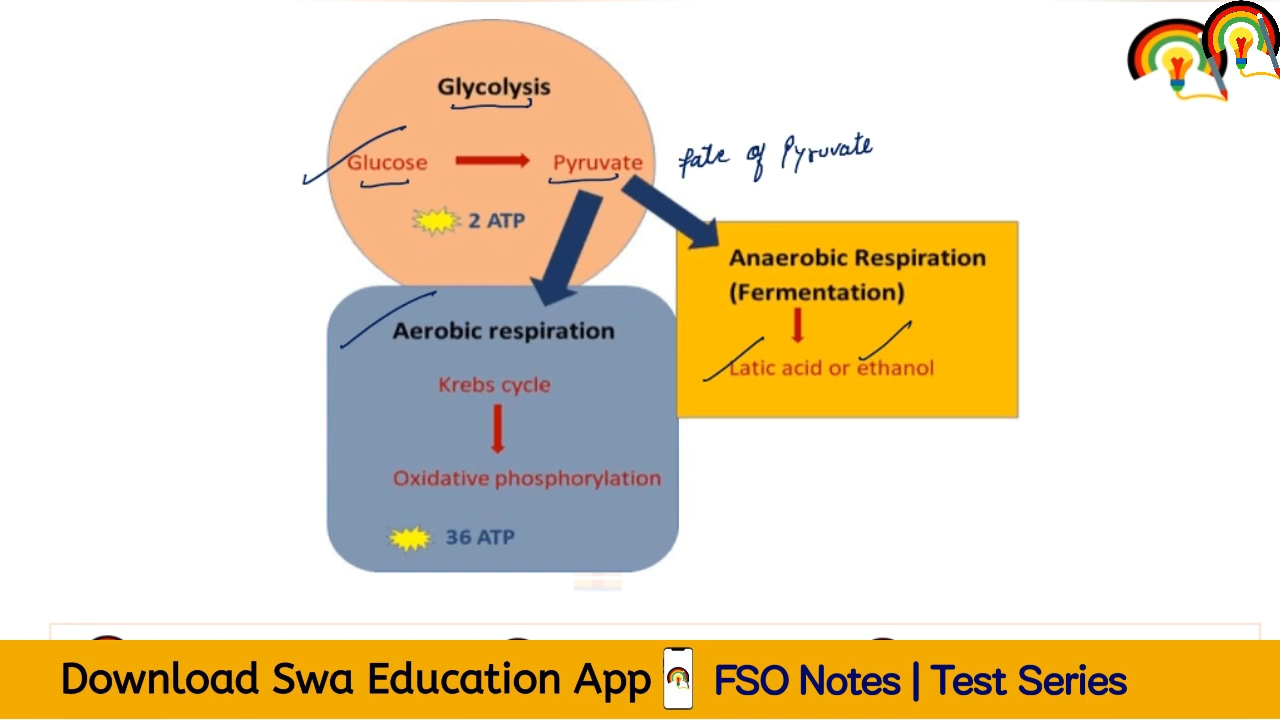 Glycolysis
Glucose
Pyruvate
fate of Pyruvate
2 ATP
Anaerobic Respiration
(Fermentation)
Latic acid or ethanol
Aerobic respiration
Krebs cycle
Oxidative phosphorylation
36 ATP
Download Swa Education App
FSO Notes | Test Series